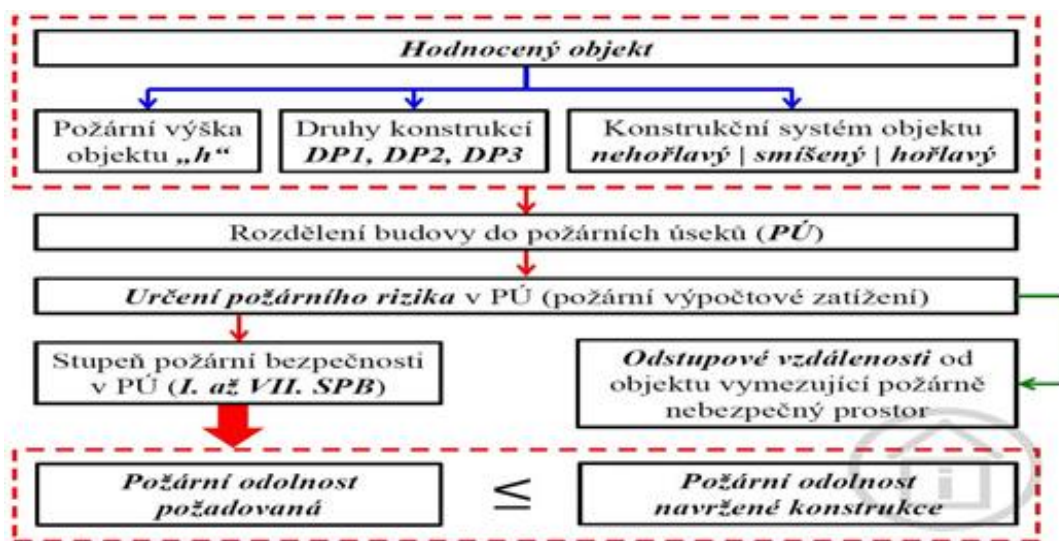 Hodnocený objekt
Požární výška
objektu „h“
Druhy konstrukcí
DP1, DP2, DP3
Konstrukční systém objektu
nehořlavý | smíšený | hořlavý
Rozdělení budovy do požárních úseků (PÚ)
Určení požárního rizika v PÚ (požární výpočtové zatížení)
Stupeň požární bezpečnosti
v PÚ (I. až VII. SPB)
Odstupové vzdálenosti od
objektu vymezující požárně
nebezpečný prostor
Požární odolnost
požadovaná
≤
Požární odolnost
navržené konstrukce